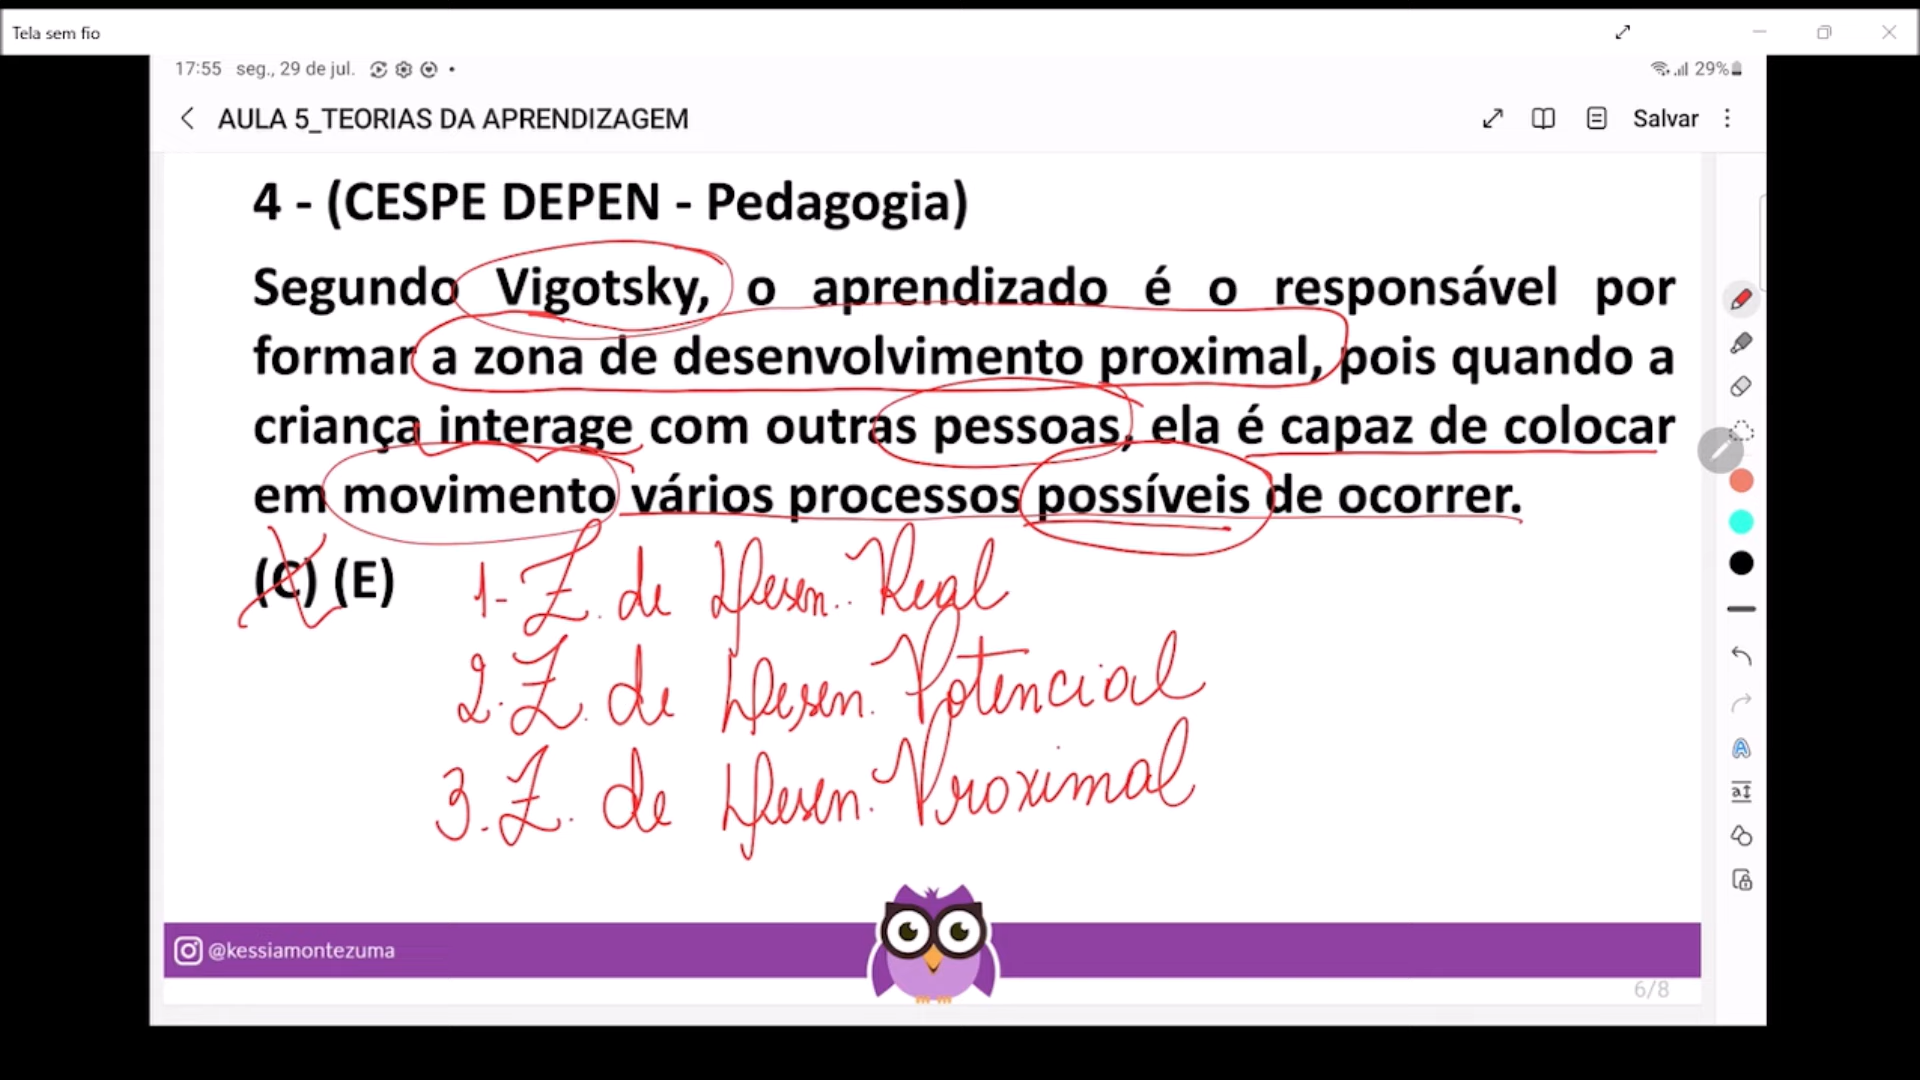 Tela sem fio
17:55 seg., 29 de jul. 29%
AULA 5_TEORIAS DA APRENDIZAGEM
Salvar
4 - (CESPE DEPEN - Pedagogia)
Segundo Vigotsky, o aprendizado é o responsável por
formar a zona de desenvolvimento proximal, pois quando a
criança interage com outras pessoas, ela é capaz de colocar
em movimento vários processos possíveis de ocorrer.
(C) (E)
1- Z. de Desen. Real
2. Z. de Desen. Potencial
3. Z. de Desen. Proximal
@kessiamontezuma
6/8